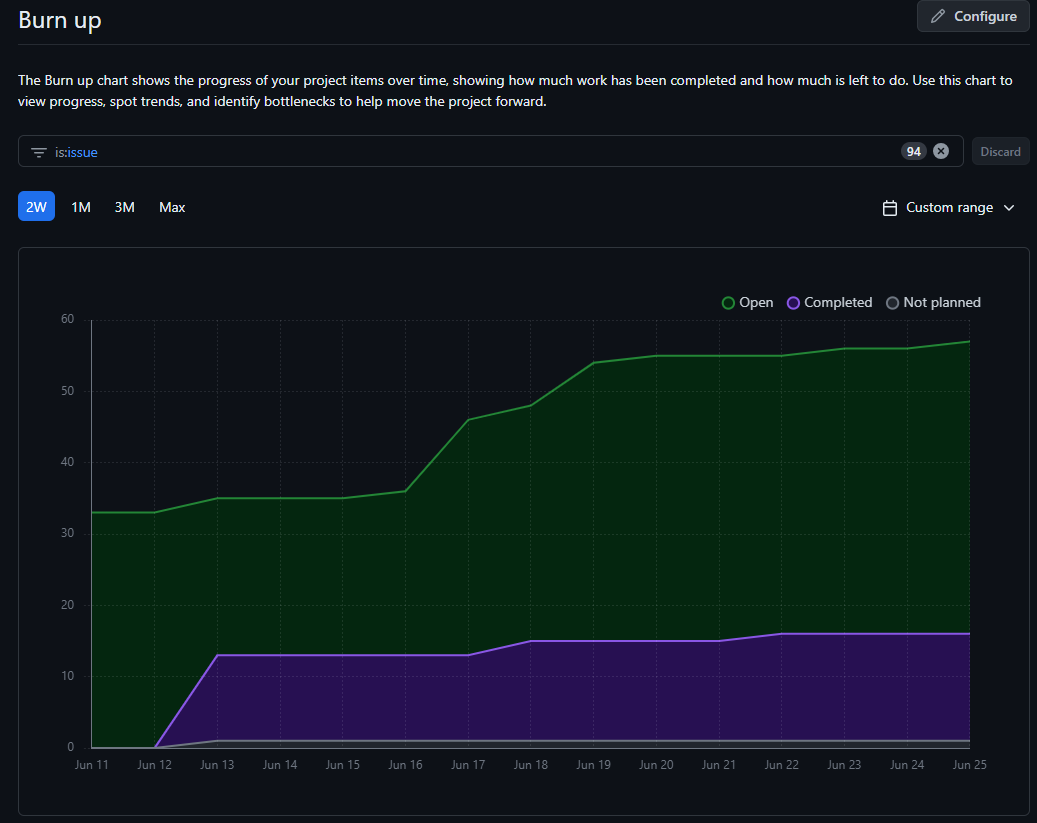 Burn up
Configure
The Burn up chart shows the progress of your project items over time, showing how much work has been completed and how much is left to do. Use this chart to
view progress, spot trends, and identify bottlenecks to help move the project forward.
is:issue
94
Discard
2W
1M
3M
Max
Custom range
Open
Completed
Not planned
60
50
40
30
20
10
0
Jun 11
Jun 12
Jun 13
Jun 14
Jun 15
Jun 16
Jun 17
Jun 18
Jun 19
Jun 20
Jun 21
Jun 22
Jun 23
Jun 24
Jun 25